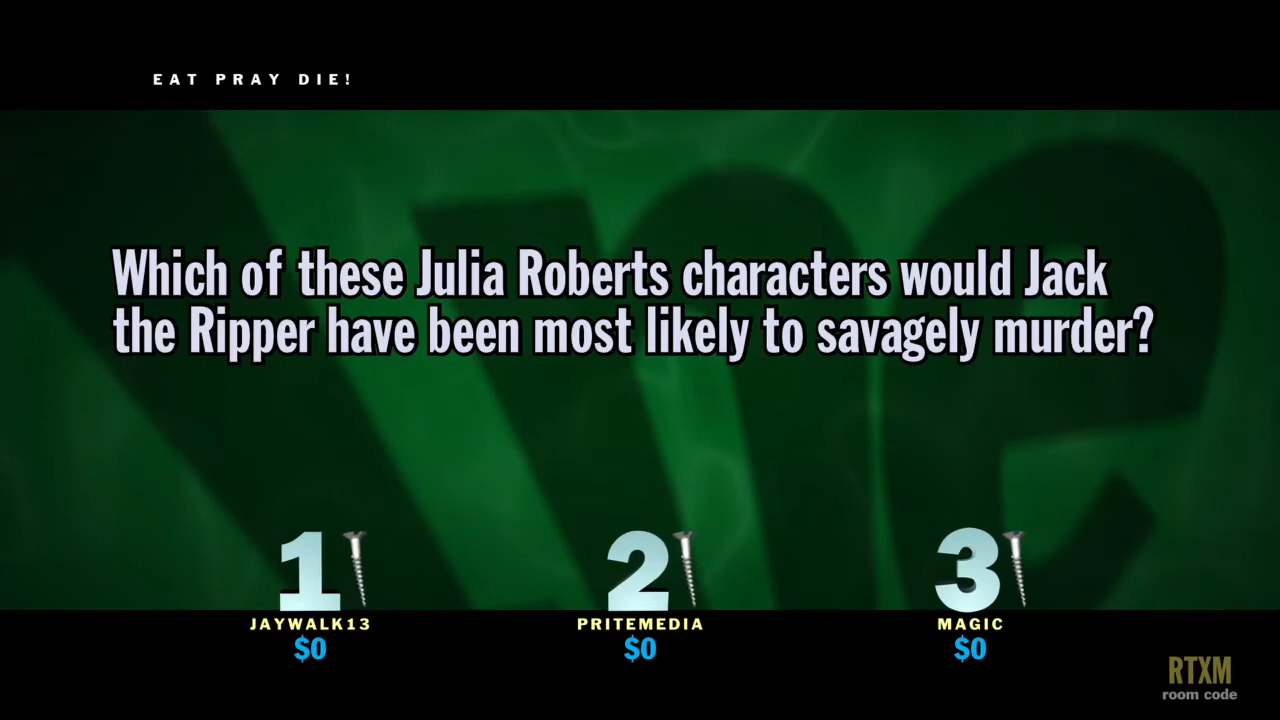 EAT PRAY DIE!
Which of these Julia Roberts characters would Jack
the Ripper have been most likely to savagely murder?
1 2 3
JAYWALK13 PRITEMEDIA MAGIC
$0 $0 $0
RTXM
room code